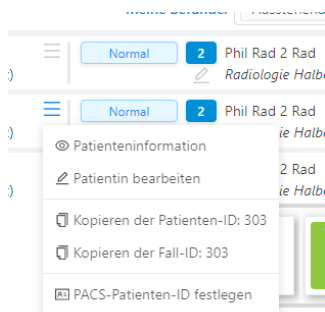 Meine Befunde:
Normal 2 Phil Rad 2 Rad
Radiologie Halbe
Normal 2 Phil Rad 2 Rad
Patienteninformation
Patientin bearbeiten
2 Rad
Kopieren der Patienten-ID: 303
Kopieren der Fall-ID: 303
PACS-Patienten-ID festlegen